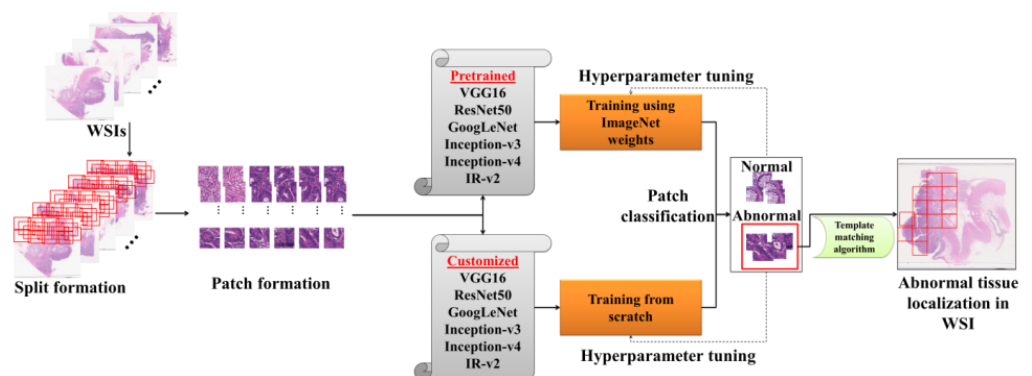 WSIs
Split formation
Patch formation
Pretrained
VGG16
ResNet50
GoogLeNet
Inception-v3
Inception-v4
IR-v2
Customized
VGG16
ResNet50
GoogLeNet
Inception-v3
Inception-v4
IR-v2
Hyperparameter tuning
Training using
ImageNet
weights
Training from
scratch
Hyperparameter tuning
Patch
classification
Normal
Abnormal
Template
matching
algorithm
Abnormal tissue
localization in
WSI